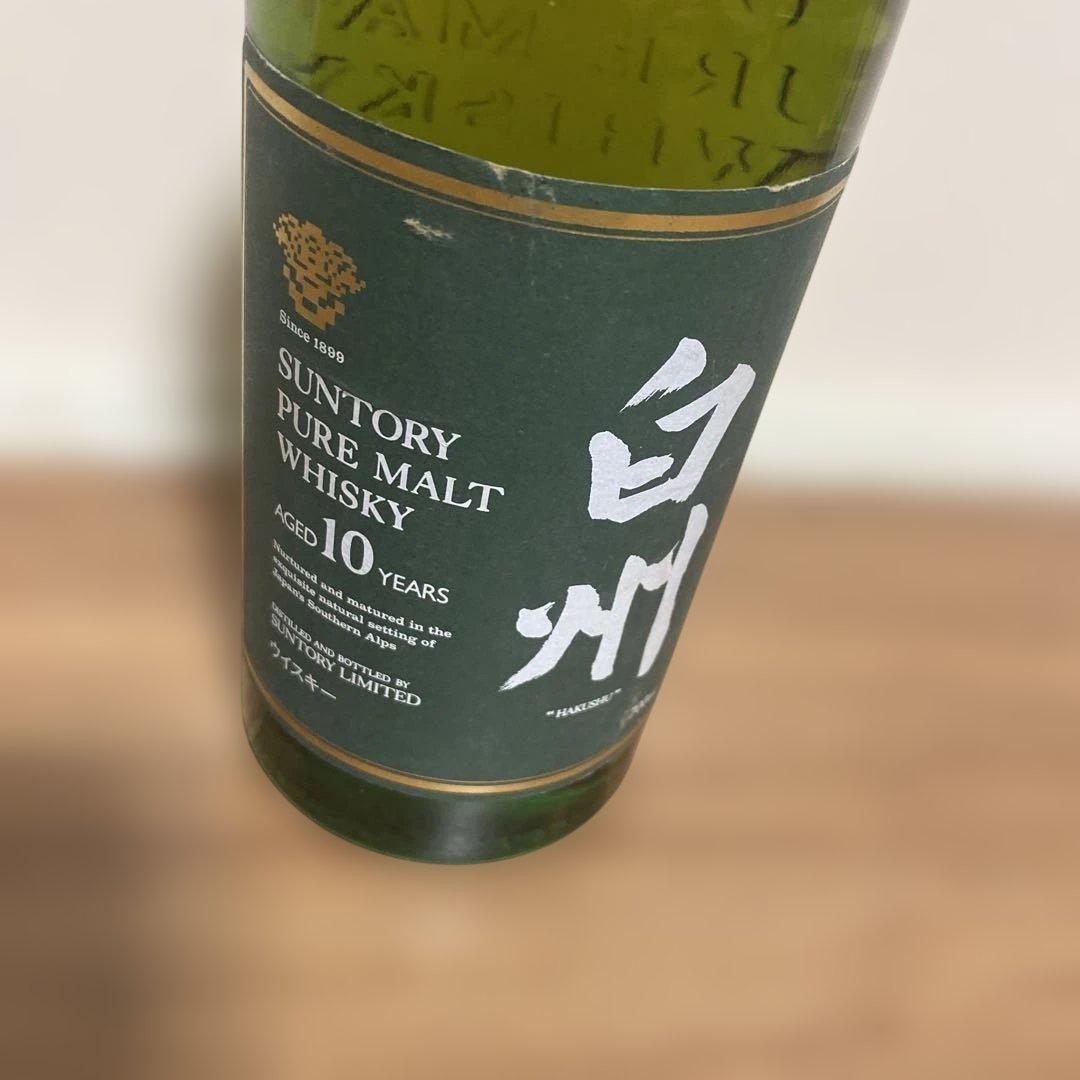 Since 1899
SUNTORY
PURE MALT
WHISKY
AGED 10 YEARS
Nurtured and matured in the
exquisite natural setting of
Japan's Southern Alps
DISTILLED AND BOTTLED BY
SUNTORY LIMITED
ウイスキー
白州
"HAKUSHU"